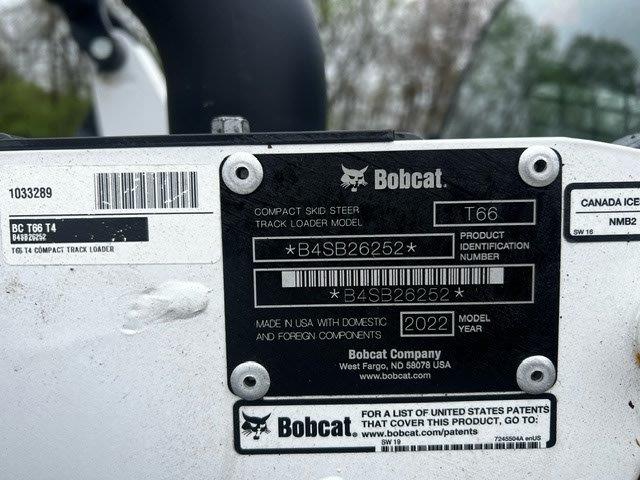 1033289
BC T66 T4
B4SB26252
T66 T4 COMPACT TRACK LOADER
Bobcat.
COMPACT SKID STEER
TRACK LOADER MODEL
T66
*B4SB26252*
PRODUCT
IDENTIFICATION
NUMBER
*B4SB26252*
MADE IN USA WITH DOMESTIC
AND FOREIGN COMPONENTS
2022
MODEL
YEAR
Bobcat Company
West Fargo, ND 58078 USA
www.bobcat.com
CANADA ICE
NMB2
SW 16
Bobcat.
FOR A LIST OF UNITED STATES PATENTS
THAT COVER THIS PRODUCT, GO TO:
www.bobcat.com/patents
SW 19
7245504A enUS